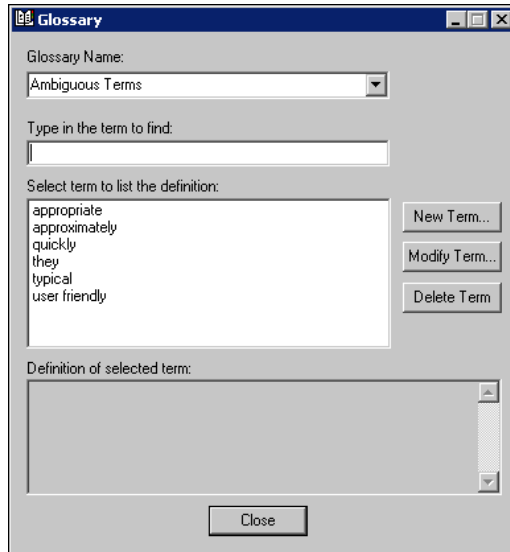 Glossary
Glossary Name:
Ambiguous Terms
Type in the term to find:
Select term to list the definition:
appropriate
approximately
quickly
they
typical
user friendly
New Term...
Modify Term...
Delete Term
Definition of selected term:
Close